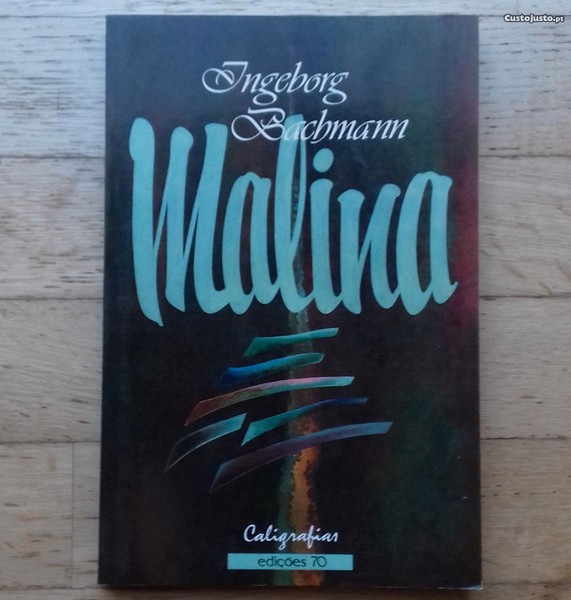 CustoJusto.pt
Ingeborg
Bachmann
Malina
Caligrafias
edições 70